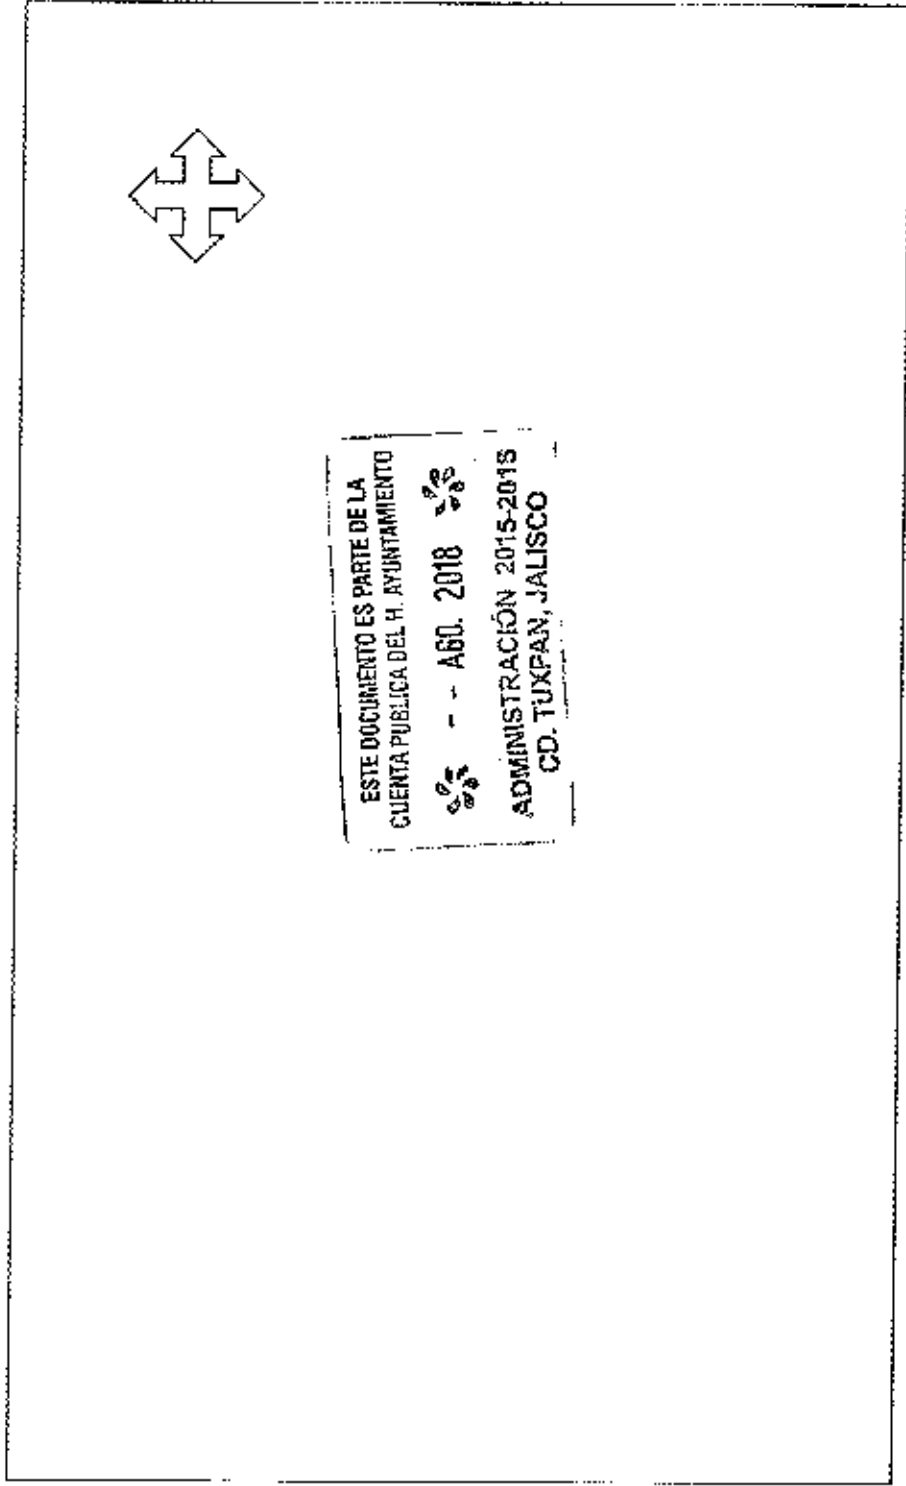 ESTE DOCUMENTO ES PARTE DE LA
CUENTA PUBLICA DEL H. AYUNTAMIENTO
- - AGO. 2018
ADMINISTRACIÓN 2015-2018
CD. TUXPAN, JALISCO